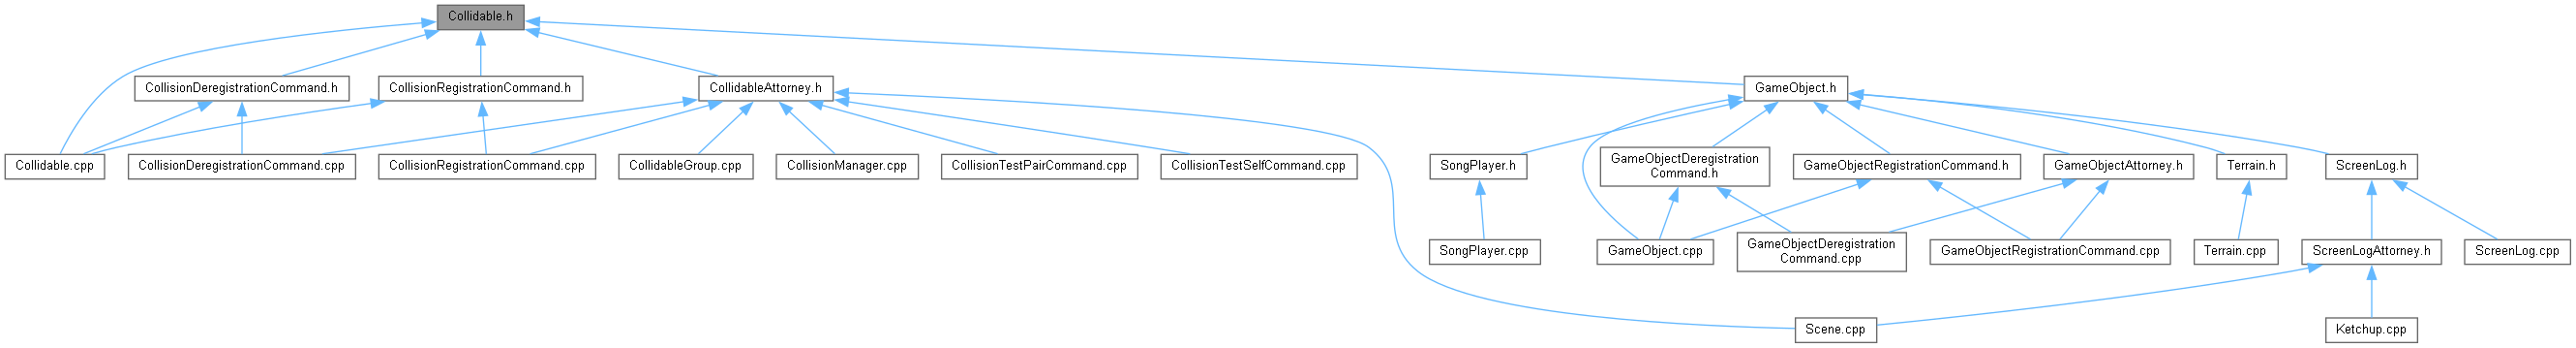 Collidable.h
CollisionDeregistrationCommand.h
CollisionRegistrationCommand.h
CollidableAttorney.h
GameObject.h
Collidable.cpp
CollisionDeregistrationCommand.cpp
CollisionRegistrationCommand.cpp
CollidableGroup.cpp
CollisionManager.cpp
CollisionTestPairCommand.cpp
CollisionTestSelfCommand.cpp
SongPlayer.h
GameObjectDeregistration
Command.h
GameObjectRegistrationCommand.h
GameObjectAttorney.h
Terrain.h
ScreenLog.h
SongPlayer.cpp
GameObject.cpp
GameObjectDeregistration
Command.cpp
GameObjectRegistrationCommand.cpp
Terrain.cpp
ScreenLogAttorney.h
ScreenLog.cpp
Scene.cpp
Ketchup.cpp